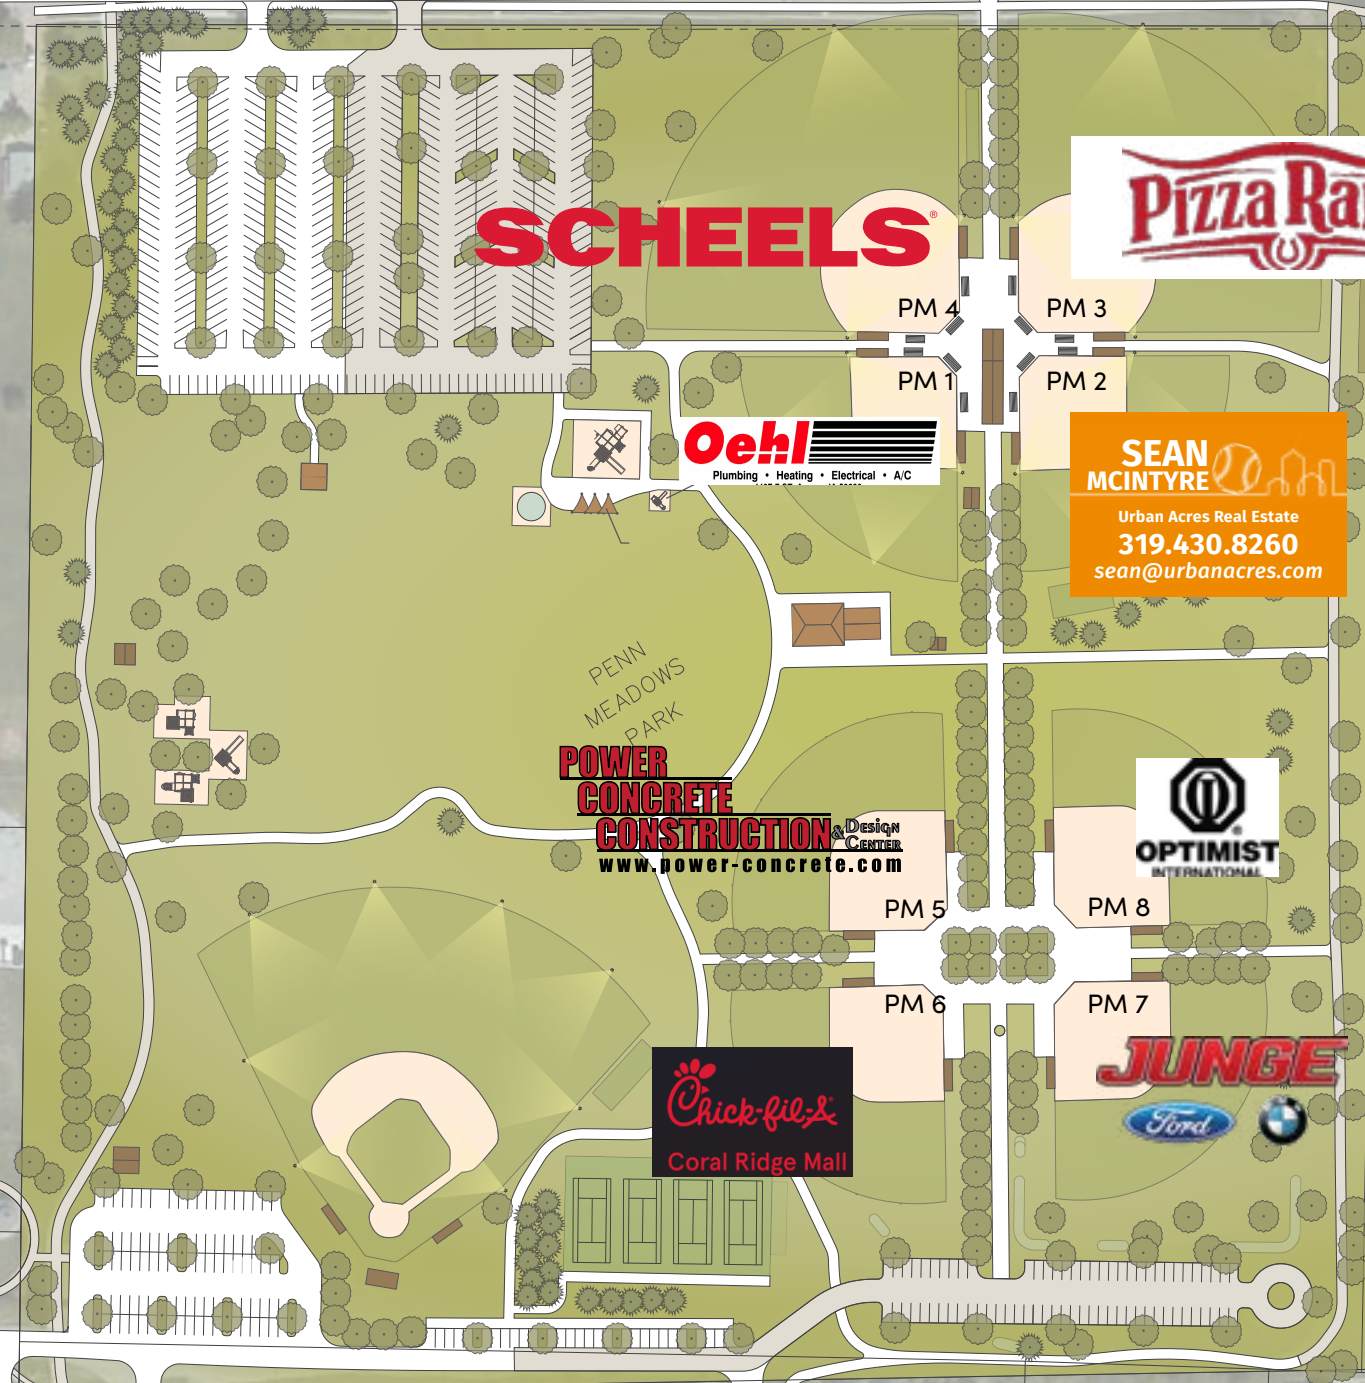 SCHEELS®
Pizza Ra
PM 4
PM 3
PM 1
PM 2
Oehl
Plumbing • Heating • Electrical • A/C
SEAN
MCINTYRE
Urban Acres Real Estate
319.430.8260
sean@urbanacres.com
PENN
MEADOWS
PARK
POWER
CONCRETE
CONSTRUCTION & DESIGN CENTER
www.power-concrete.com
OPTIMIST
INTERNATIONAL
PM 5
PM 8
PM 6
PM 7
JUNGE
Ford
BMW
Chick-fil-A
Coral Ridge Mall